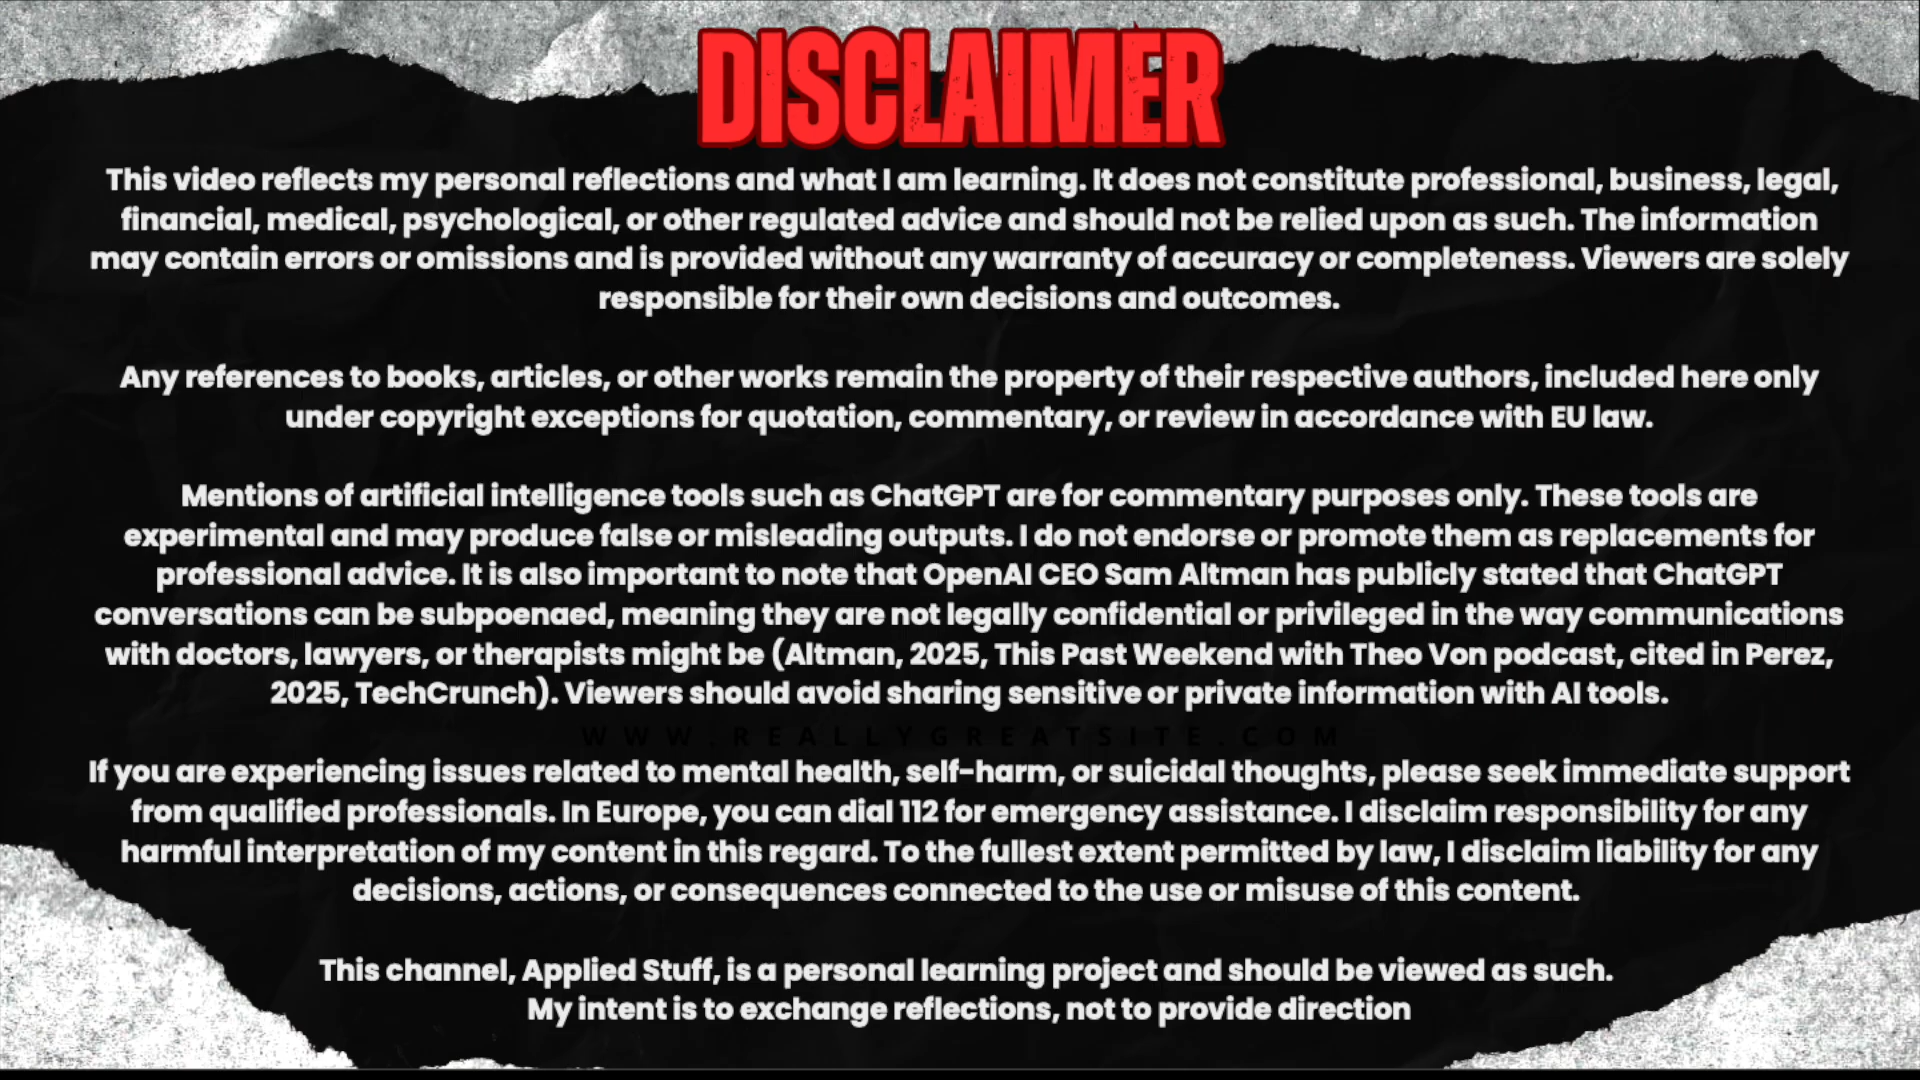 DISCLAIMER
This video reflects my personal reflections and what I am learning. It does not constitute professional, business, legal,
financial, medical, psychological, or other regulated advice and should not be relied upon as such. The information
may contain errors or omissions and is provided without any warranty of accuracy or completeness. Viewers are solely
responsible for their own decisions and outcomes.
Any references to books, articles, or other works remain the property of their respective authors, included here only
under copyright exceptions for quotation, commentary, or review in accordance with EU law.
Mentions of artificial intelligence tools such as ChatGPT are for commentary purposes only. These tools are
experimental and may produce false or misleading outputs. I do not endorse or promote them as replacements for
professional advice. It is also important to note that OpenAI CEO Sam Altman has publicly stated that ChatGPT
conversations can be subpoenaed, meaning they are not legally confidential or privileged in the way communications
with doctors, lawyers, or therapists might be (Altman, 2025, This Past Weekend with Theo Von podcast, cited in Perez,
2025, TechCrunch). Viewers should avoid sharing sensitive or private information with AI tools.
WWW.REALLYGREATSITE.COM
If you are experiencing issues related to mental health, self-harm, or suicidal thoughts, please seek immediate support
from qualified professionals. In Europe, you can dial 112 for emergency assistance. I disclaim responsibility for any
harmful interpretation of my content in this regard. To the fullest extent permitted by law, I disclaim liability for any
decisions, actions, or consequences connected to the use or misuse of this content.
This channel, Applied Stuff, is a personal learning project and should be viewed as such.
My intent is to exchange reflections, not to provide direction